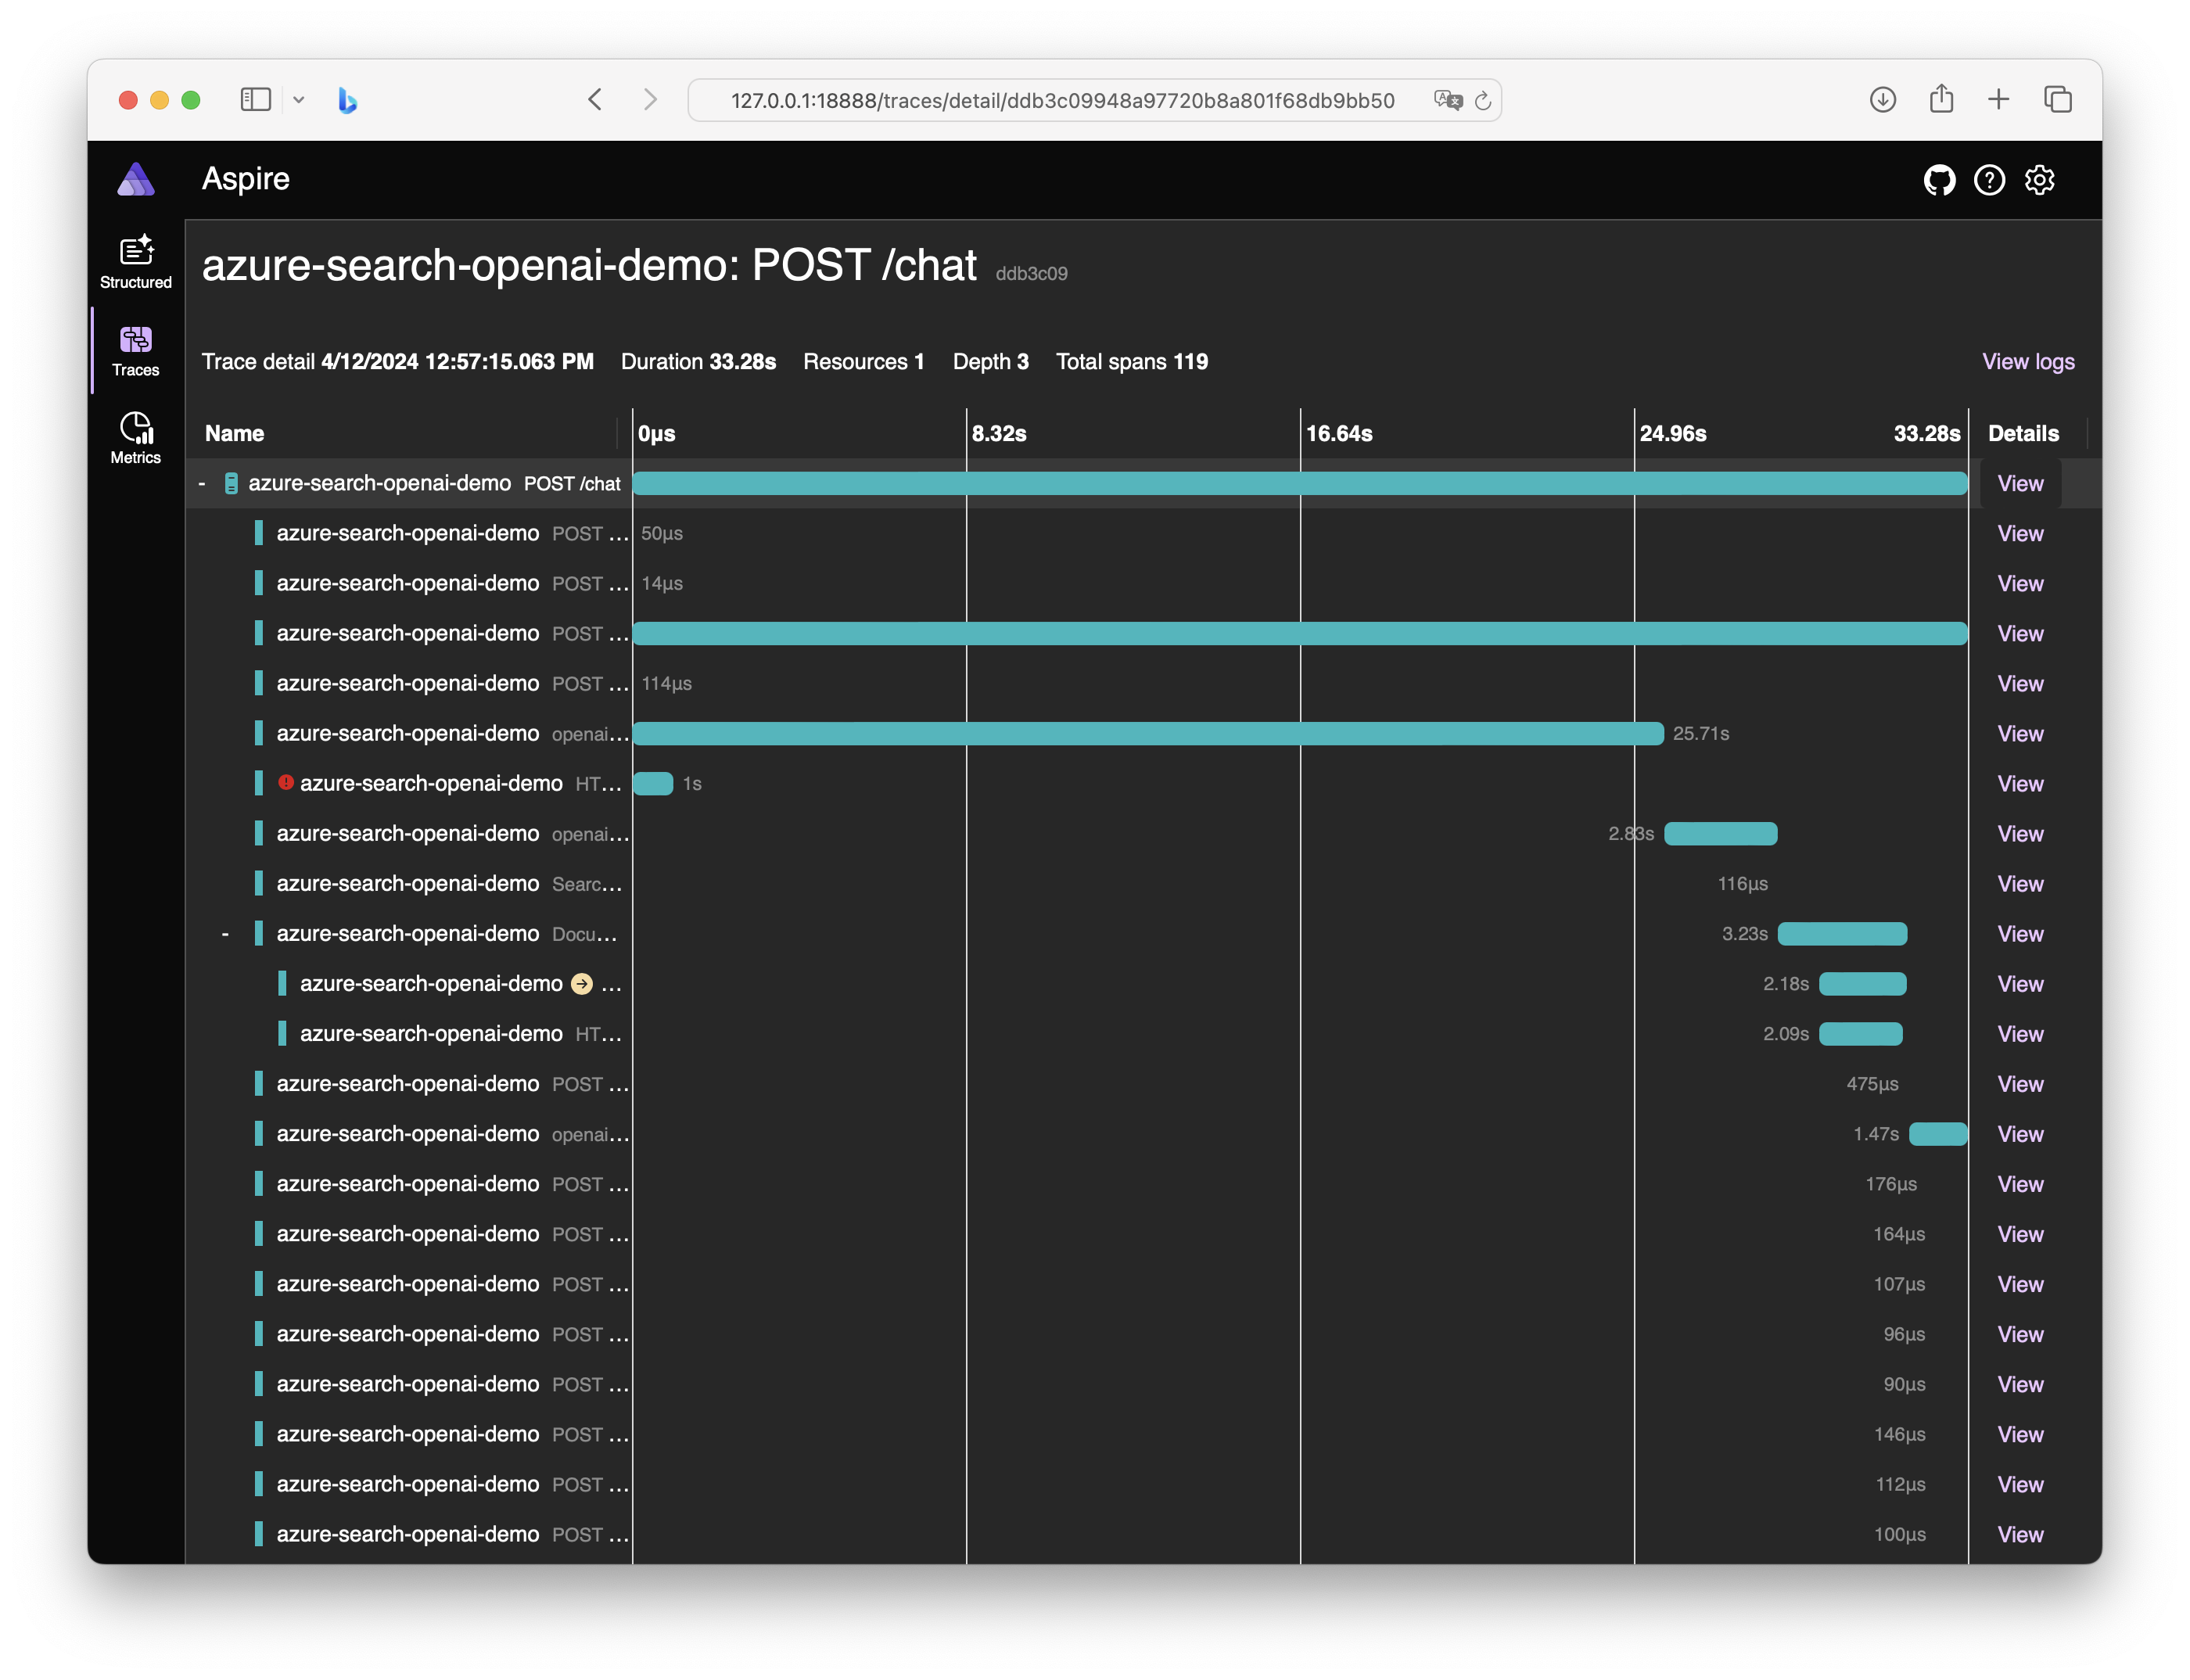 127.0.0.1:18888/traces/detail/ddb3c09948a97720b8a801f68db9bb50
Aspire
Structured
Traces
Metrics
azure-search-openai-demo: POST /chat ddb3c09
Trace detail 4/12/2024 12:57:15.063 PM Duration 33.28s Resources 1 Depth 3 Total spans 119 View logs
Name 0µs 8.32s 16.64s 24.96s 33.28s Details
- azure-search-openai-demo POST /chat View
azure-search-openai-demo POST ... 50µs View
azure-search-openai-demo POST ... 14µs View
azure-search-openai-demo POST ... View
azure-search-openai-demo POST ... 114µs View
azure-search-openai-demo openai... 25.71s View
azure-search-openai-demo HT... 1s View
azure-search-openai-demo openai... 2.83s View
azure-search-openai-demo Searc... 116µs View
- azure-search-openai-demo Docu... 3.23s View
azure-search-openai-demo ... 2.18s View
azure-search-openai-demo HT... 2.09s View
azure-search-openai-demo POST ... 475µs View
azure-search-openai-demo openai... 1.47s View
azure-search-openai-demo POST ... 176µs View
azure-search-openai-demo POST ... 164µs View
azure-search-openai-demo POST ... 107µs View
azure-search-openai-demo POST ... 96µs View
azure-search-openai-demo POST ... 90µs View
azure-search-openai-demo POST ... 146µs View
azure-search-openai-demo POST ... 112µs View
azure-search-openai-demo POST ... 100µs View